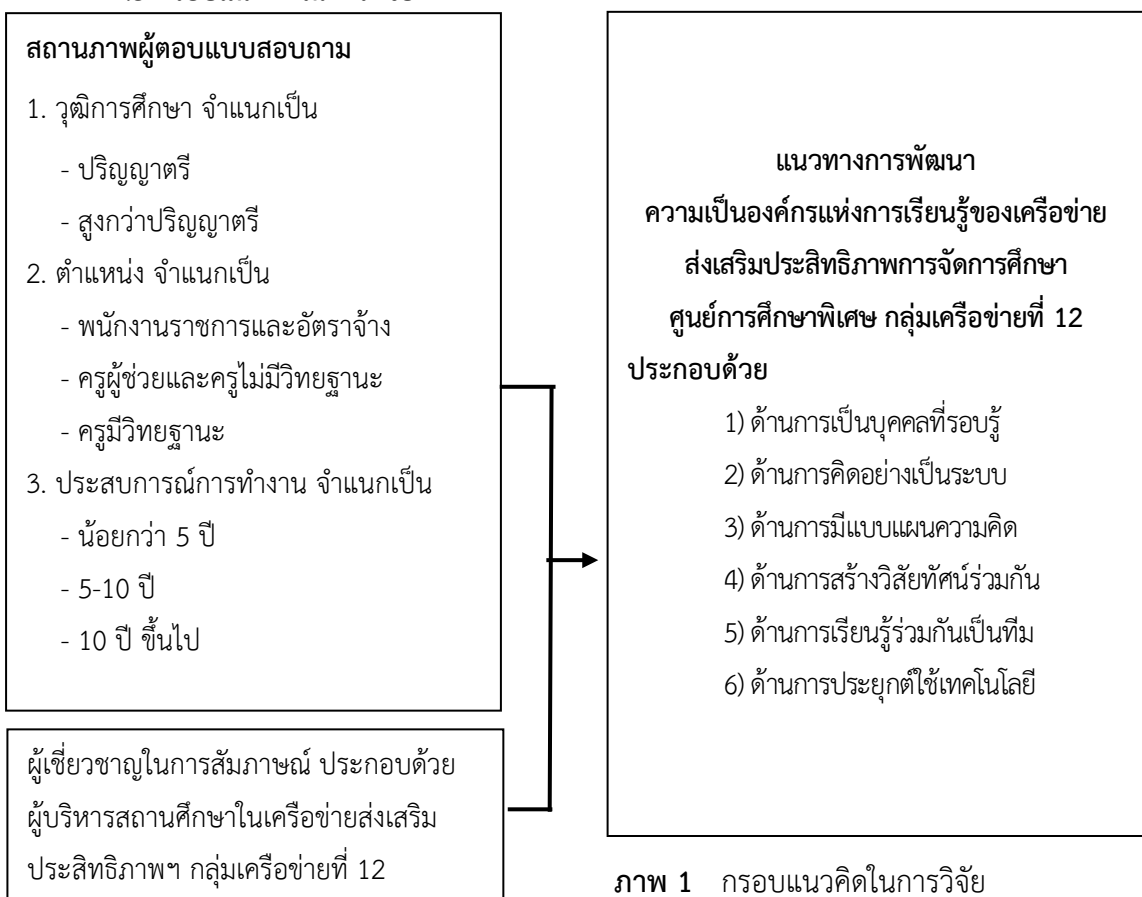 สถานภาพผู้ตอบแบบสอบถาม
1. วุฒิการศึกษา จำแนกเป็น
- ปริญญาตรี
- สูงกว่าปริญญาตรี
2. ตำแหน่ง จำแนกเป็น
- พนักงานราชการและอัตราจ้าง
- ครูผู้ช่วยและครูไม่มีวิทยฐานะ
- ครูมีวิทยฐานะ
3. ประสบการณ์การทำงาน จำแนกเป็น
- น้อยกว่า 5 ปี
- 5-10 ปี
- 10 ปี ขึ้นไป
ผู้เชี่ยวชาญในการสัมภาษณ์ ประกอบด้วย
ผู้บริหารสถานศึกษาในเครือข่ายส่งเสริม
ประสิทธิภาพฯ กลุ่มเครือข่ายที่ 12
แนวทางการพัฒนา
ความเป็นองค์กรแห่งการเรียนรู้ของเครือข่าย
ส่งเสริมประสิทธิภาพการจัดการศึกษา
ศูนย์การศึกษาพิเศษ กลุ่มเครือข่ายที่ 12
ประกอบด้วย
1) ด้านการเป็นบุคคลที่รอบรู้
2) ด้านการคิดอย่างเป็นระบบ
3) ด้านการมีแบบแผนความคิด
4) ด้านการสร้างวิสัยทัศน์ร่วมกัน
5) ด้านการเรียนรู้ร่วมกันเป็นทีม
6) ด้านการประยุกต์ใช้เทคโนโลยี
ภาพ 1 กรอบแนวคิดในการวิจัย